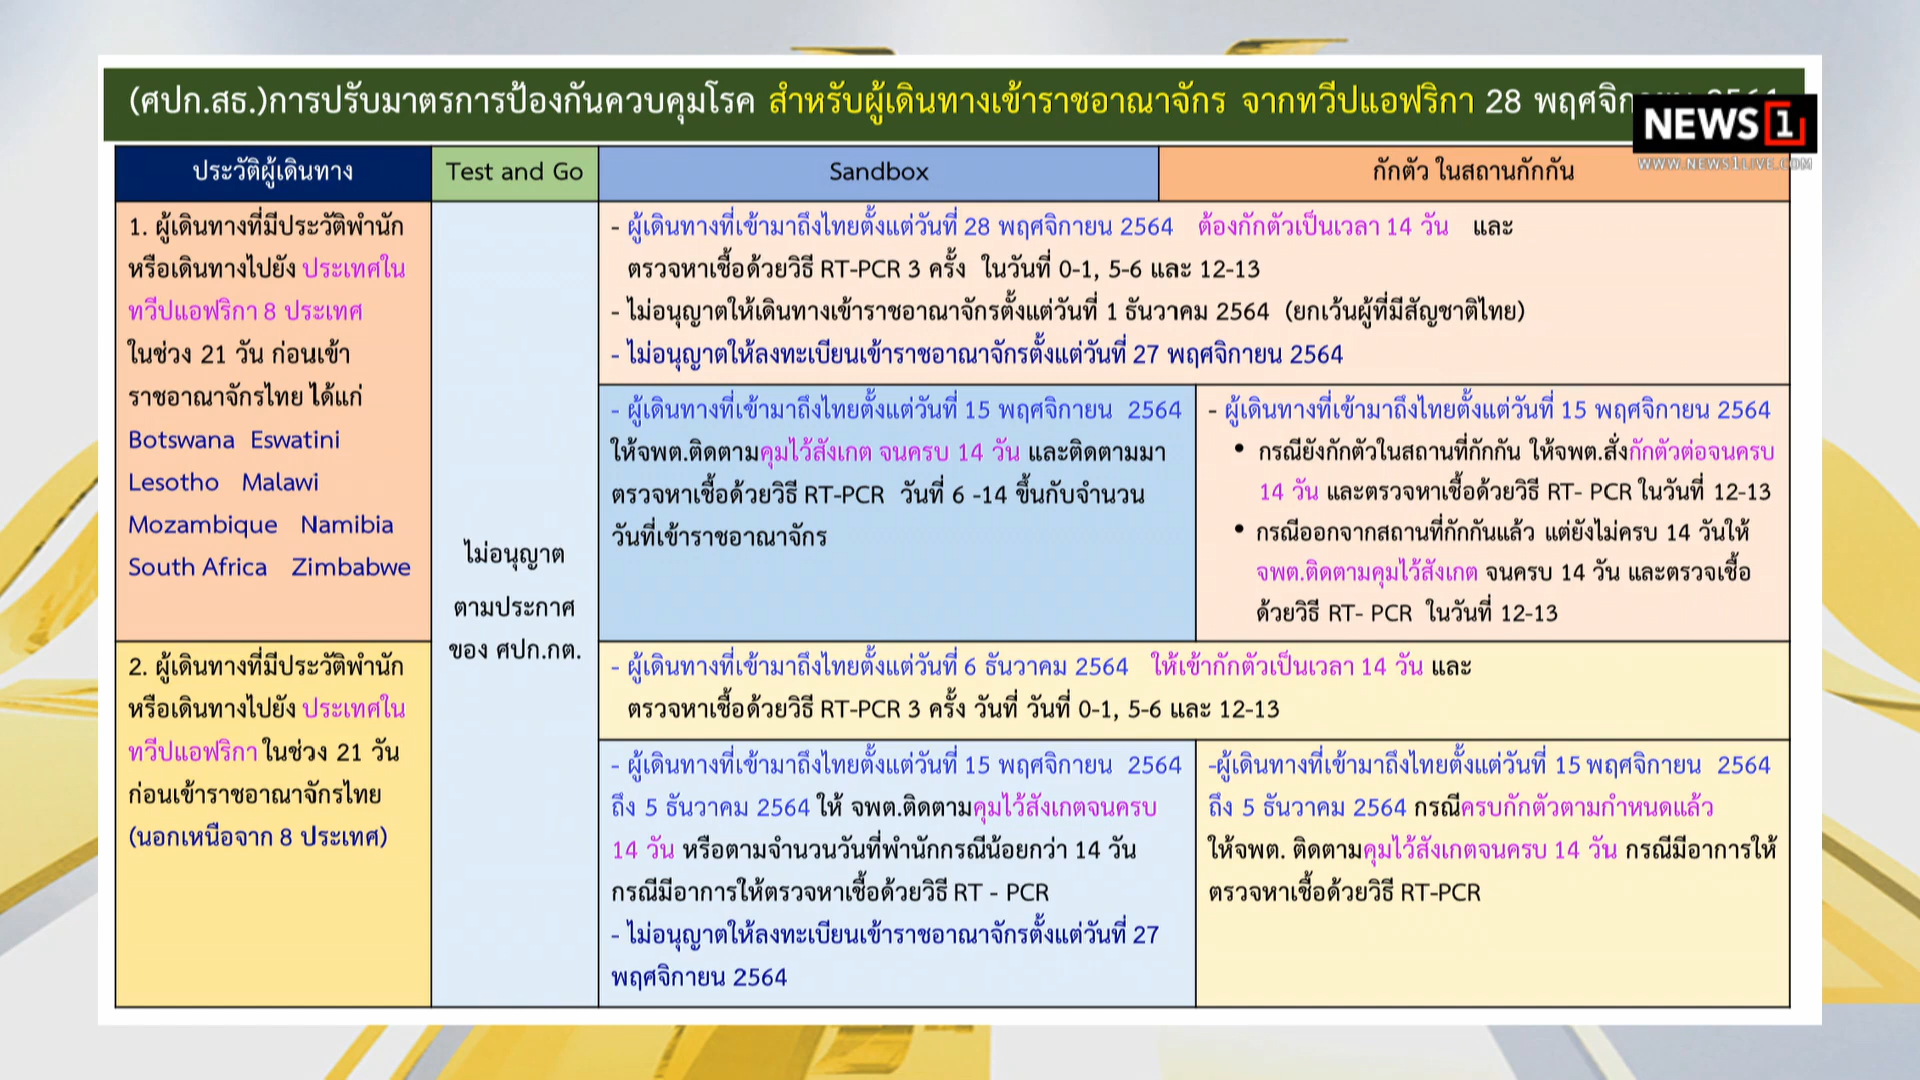 (ศปก.สธ.)การปรับมาตรการป้องกันควบคุมโรค สำหรับผู้เดินทางเข้าราชอาณาจักร จากทวีปแอฟริกา 28
NEWS 1
WWW.NEWS1LIVE.COM
ประวัติผู้เดินทาง
Test and Go
Sandbox
กักตัว ในสถานกักกัน
1. ผู้เดินทางที่มีประวัติพำนัก
หรือเดินทางไปยัง ประเทศใน
ทวีปแอฟริกา 8 ประเทศ
ในช่วง 21 วัน ก่อนเข้า
ราชอาณาจักรไทย ได้แก่
Botswana Eswatini
Lesotho Malawi
Mozambique Namibia
South Africa Zimbabwe
ไม่อนุญาต
ตามประกาศ
ของ ศปก.กต.
- ผู้เดินทางที่เข้ามาถึงไทยตั้งแต่วันที่ 28 พฤศจิกายน 2564 ต้องกักตัวเป็นเวลา 14 วัน และ
ตรวจหาเชื้อด้วยวิธี RT-PCR 3 ครั้ง ในวันที่ 0-1, 5-6 และ 12-13
- ไม่อนุญาตให้เดินทางเข้าราชอาณาจักรตั้งแต่วันที่ 1 ธันวาคม 2564 (ยกเว้นผู้ที่มีสัญชาติไทย)
- ไม่อนุญาตให้ลงทะเบียนเข้าราชอาณาจักรตั้งแต่วันที่ 27 พฤศจิกายน 2564
- ผู้เดินทางที่เข้ามาถึงไทยตั้งแต่วันที่ 15 พฤศจิกายน 2564
ให้จพต.ติดตามคุมไว้สังเกต จนครบ 14 วัน และติดตามมา
ตรวจหาเชื้อด้วยวิธี RT-PCR วันที่ 6 -14 ขึ้นกับจำนวน
วันที่เข้าราชอาณาจักร
- ผู้เดินทางที่เข้ามาถึงไทยตั้งแต่วันที่ 15 พฤศจิกายน 2564
• กรณียังกักตัวในสถานที่กักกัน ให้จพต.สั่งกักตัวต่อจนครบ
14 วัน และตรวจหาเชื้อด้วยวิธี RT- PCR ในวันที่ 12-13
• กรณีออกจากสถานที่กักกันแล้ว แต่ยังไม่ครบ 14 วันให้
จพต.ติดตามคุมไว้สังเกต จนครบ 14 วัน และตรวจเชื้อ
ด้วยวิธี RT- PCR ในวันที่ 12-13
2. ผู้เดินทางที่มีประวัติพำนัก
หรือเดินทางไปยัง ประเทศใน
ทวีปแอฟริกา ในช่วง 21 วัน
ก่อนเข้าราชอาณาจักรไทย
(นอกเหนือจาก 8 ประเทศ)
- ผู้เดินทางที่เข้ามาถึงไทยตั้งแต่วันที่ 6 ธันวาคม 2564 ให้เข้ากักตัวเป็นเวลา 14 วัน และ
ตรวจหาเชื้อด้วยวิธี RT-PCR 3 ครั้ง วันที่ วันที่ 0-1, 5-6 และ 12-13
- ผู้เดินทางที่เข้ามาถึงไทยตั้งแต่วันที่ 15 พฤศจิกายน 2564
ถึง 5 ธันวาคม 2564 ให้ จพต.ติดตามคุมไว้สังเกตจนครบ
14 วัน หรือตามจำนวนวันที่พำนักกรณีน้อยกว่า 14 วัน
กรณีมีอาการให้ตรวจหาเชื้อด้วยวิธี RT - PCR
- ไม่อนุญาตให้ลงทะเบียนเข้าราชอาณาจักรตั้งแต่วันที่ 27
พฤศจิกายน 2564
-ผู้เดินทางที่เข้ามาถึงไทยตั้งแต่วันที่ 15 พฤศจิกายน 2564
ถึง 5 ธันวาคม 2564 กรณีครบกักตัวตามกำหนดแล้ว
ให้จพต. ติดตามคุมไว้สังเกตจนครบ 14 วัน กรณีมีอาการให้
ตรวจหาเชื้อด้วยวิธี RT-PCR